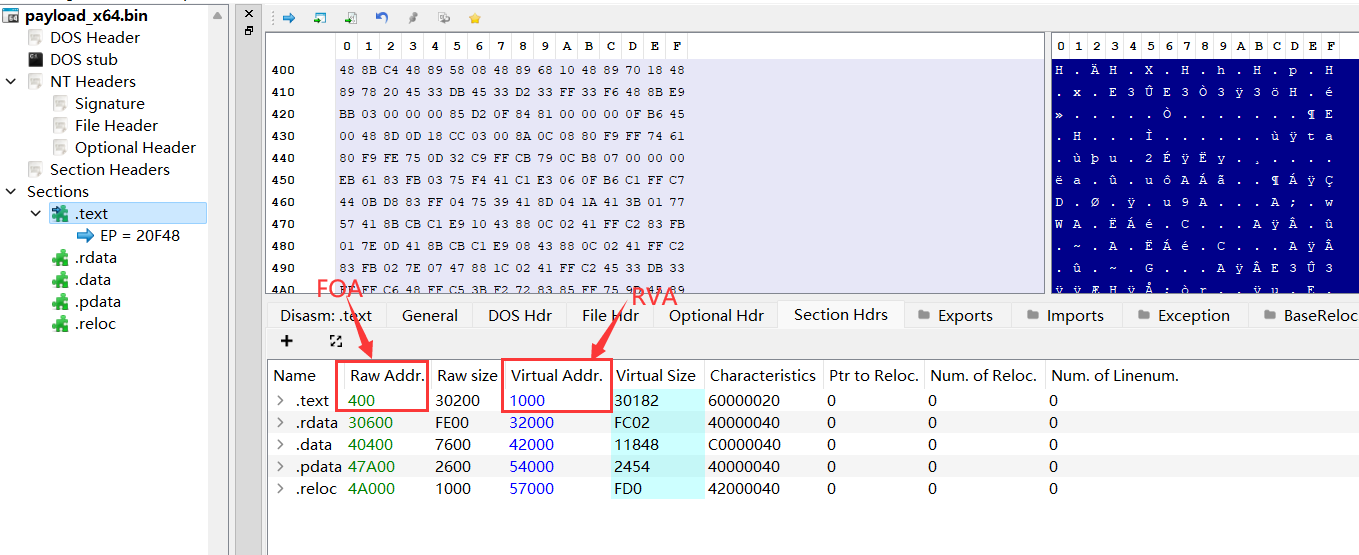 payload_x64.bin
DOS Header
DOS stub
NT Headers
Signature
File Header
Optional Header
Section Headers
Sections
.text
EP = 20F48
.rdata
.data
.pdata
.reloc
0 1 2 3 4 5 6 7 8 9 A B C D E F
400 48 8B C4 48 89 58 08 48 89 68 10 48 89 70 18 48
410 89 78 20 45 33 DB 45 33 D2 33 FF 33 F6 48 8B E9
420 BB 03 00 00 00 85 D2 0F 84 81 00 00 00 0F B6 45
430 00 48 8D 0D 18 CC 03 00 8A 0C 08 80 F9 FF 74 61
440 80 F9 FE 75 0D 32 C9 FF CB 79 0C B8 07 00 00 00
450 EB 61 83 FB 03 75 F4 41 C1 E3 06 0F B6 C1 FF C7
460 44 0B D8 83 FF 04 75 39 41 8D 04 1A 41 3B 01 77
470 57 41 8B CB C1 E9 10 43 88 0C 02 41 FF C2 83 FB
480 01 7E 0D 41 8B CB C1 E9 08 43 88 0C 02 41 FF C2
490 83 FB 02 7E 07 47 88 1C 02 41 FF C2 45 33 DB 33
4A0 FF FF C6 48 FF C5 3B F2 72 83 85 FF 75 9D 45 89
0 1 2 3 4 5 6 7 8 9 A B C D E F
H . Ä H . X . H . h . H . p . H
. x . E 3 Û E 3 Ò 3 ÿ 3 ö H . é
» . . . . . Ò . . . . . . . ¶ E
. H . . . Ì . . . . . . ù ÿ t a
. ù þ u . 2 É ÿ Ë y . ¸ . . . .
ë a . û . u ô A Á ã . . ¶ Á ÿ Ç
D . Ø . ÿ . u 9 A . . . A ; . w
W A . Ë Á é . C . . . A ÿ Â . û
. ~ . A . Ë Á é . C . . . A ÿ Â
. û . ~ . G . . . A ÿ Â E 3 Û 3
ÿ ÿ Æ H ÿ Å ; ò r . . ÿ u . E .
FOA
RVA
Disasm: .text General DOS Hdr File Hdr Optional Hdr Section Hdrs Exports Imports Exception BaseReloc
Name Raw Addr. Raw size Virtual Addr. Virtual Size Characteristics Ptr to Reloc. Num. of Reloc. Num. of Linenum.
.text 400 30200 1000 30182 60000020 0 0 0
.rdata 30600 FE00 32000 FC02 40000040 0 0 0
.data 40400 7600 42000 11848 C0000040 0 0 0
.pdata 47A00 2600 54000 2454 40000040 0 0 0
.reloc 4A000 1000 57000 FD0 42000040 0 0 0